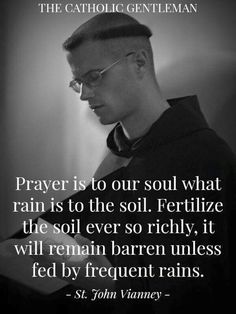 THE CATHOLIC GENTLEMAN
Prayer is to our soul what
rain is to the soil. Fertilize
the soil ever so richly, it
will remain barren unless
fed by frequent rains.
- St. John Vianney -